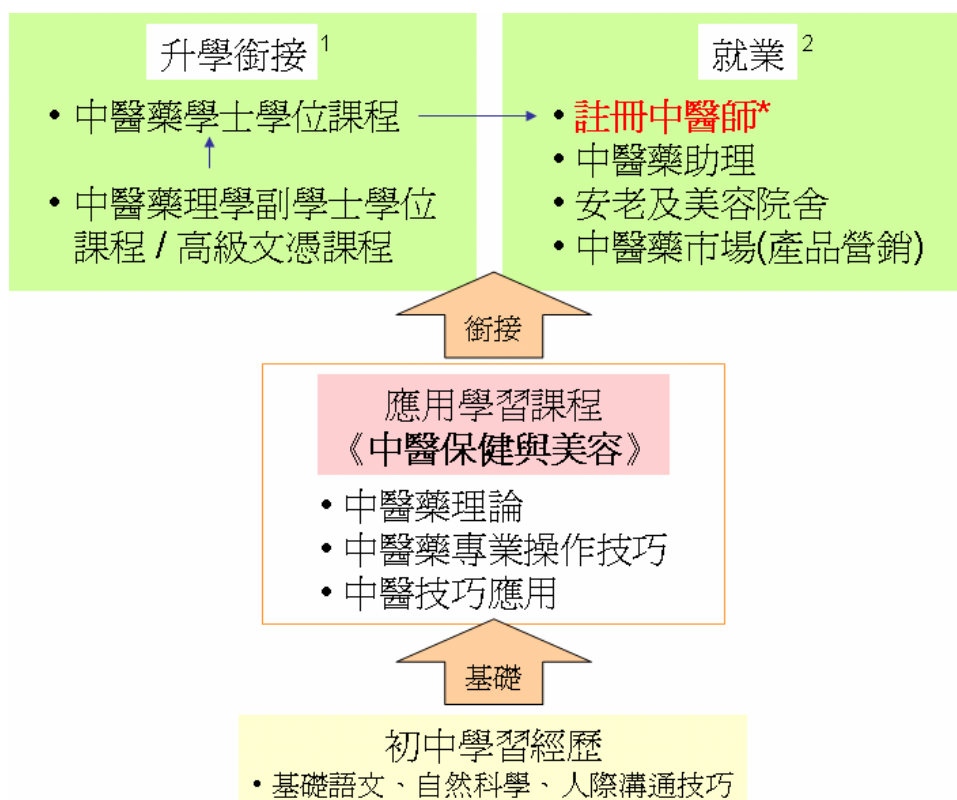 升學銜接 1
• 中醫藥學士學位課程
• 中醫藥理學副學士學位
課程 / 高級文憑課程
就業 2
• 註冊中醫師*
• 中醫藥助理
• 安老及美容院舍
• 中醫藥市場(產品營銷)
銜接
應用學習課程
《中醫保健與美容》
• 中醫藥理論
• 中醫藥專業操作技巧
• 中醫技巧應用
基礎
初中學習經歷
• 基礎語文、自然科學、人際溝通技巧